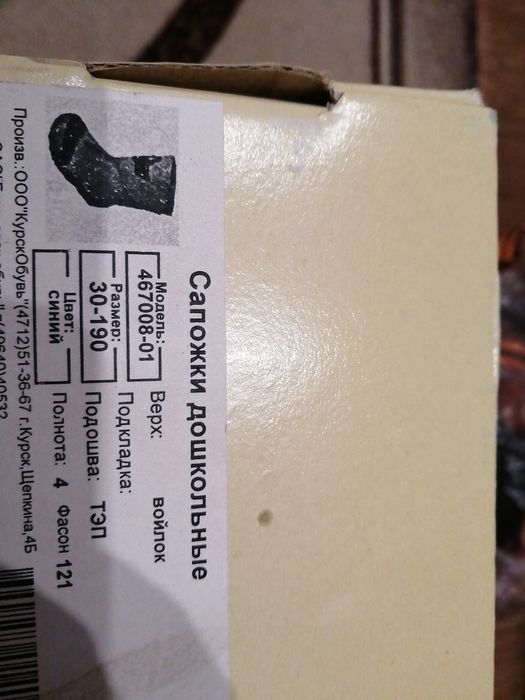 Сапожки дошкольные
Модель: Верх: войлок
467008-01
Размер: Подкладка:
30-190 Подошва: ТЭП
Цвет: Полнота: 4 Фасон 121
синий
Произв.:ООО"КурскОбувь"(4712)51-36-67 г.Курск,Щепкина,4Б